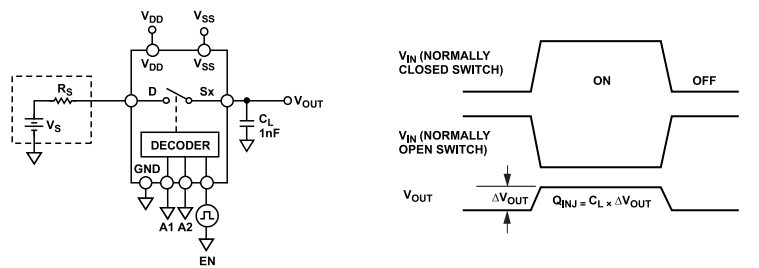 VDD VSS
VDD VSS
RS
VS
D Sx
VOUT
CL
1nF
DECODER
GND
A1 A2
EN
VIN (NORMALLY
CLOSED SWITCH)
ON OFF
VIN (NORMALLY
OPEN SWITCH)
VOUT
ΔVOUT
QINJ = CL × ΔVOUT